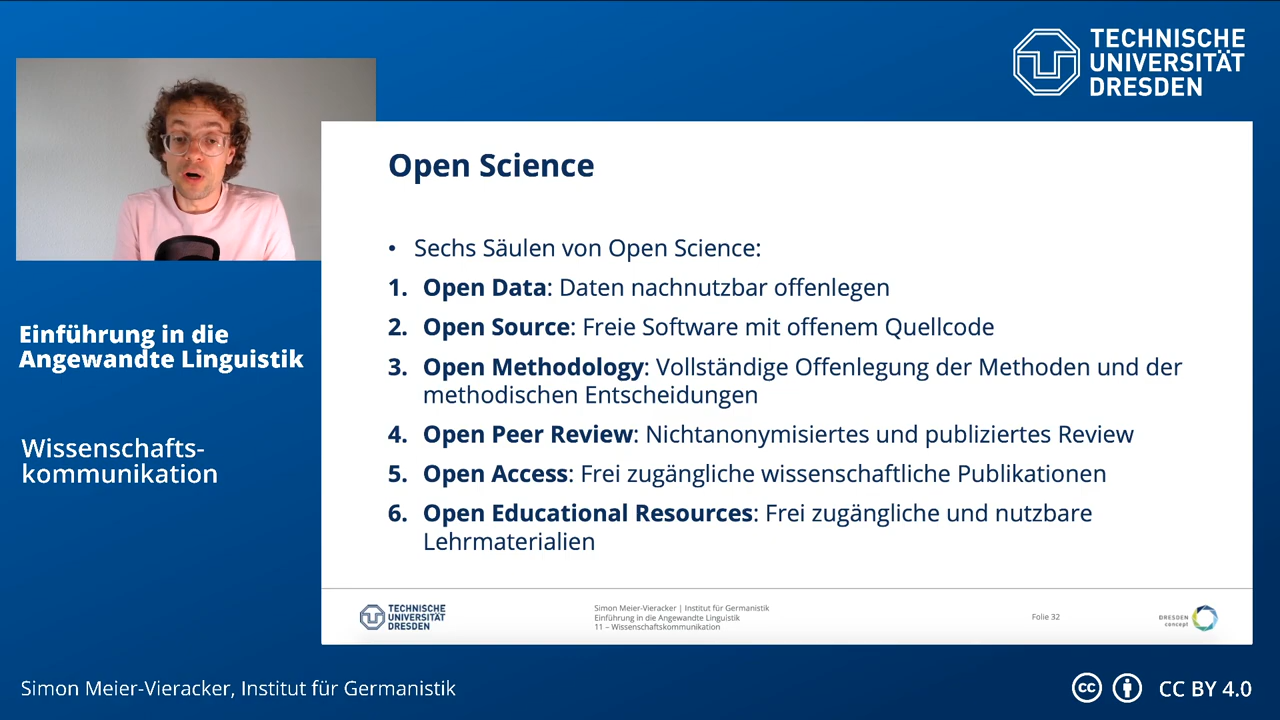 TECHNISCHE
UNIVERSITÄT
DRESDEN
Einführung in die
Angewandte Linguistik
Wissenschafts-
kommunikation
Open Science
• Sechs Säulen von Open Science:
1. Open Data: Daten nachnutzbar offenlegen
2. Open Source: Freie Software mit offenem Quellcode
3. Open Methodology: Vollständige Offenlegung der Methoden und der
methodischen Entscheidungen
4. Open Peer Review: Nichtanonymisiertes und publiziertes Review
5. Open Access: Frei zugängliche wissenschaftliche Publikationen
6. Open Educational Resources: Frei zugängliche und nutzbare
Lehrmaterialien
TECHNISCHE
UNIVERSITÄT
DRESDEN
Simon Meier-Vieracker | Institut für Germanistik
Einführung in die Angewandte Linguistik
11 – Wissenschaftskommunikation
Folie 32
DRESDEN
concept
Simon Meier-Vieracker, Institut für Germanistik
cc CC BY 4.0